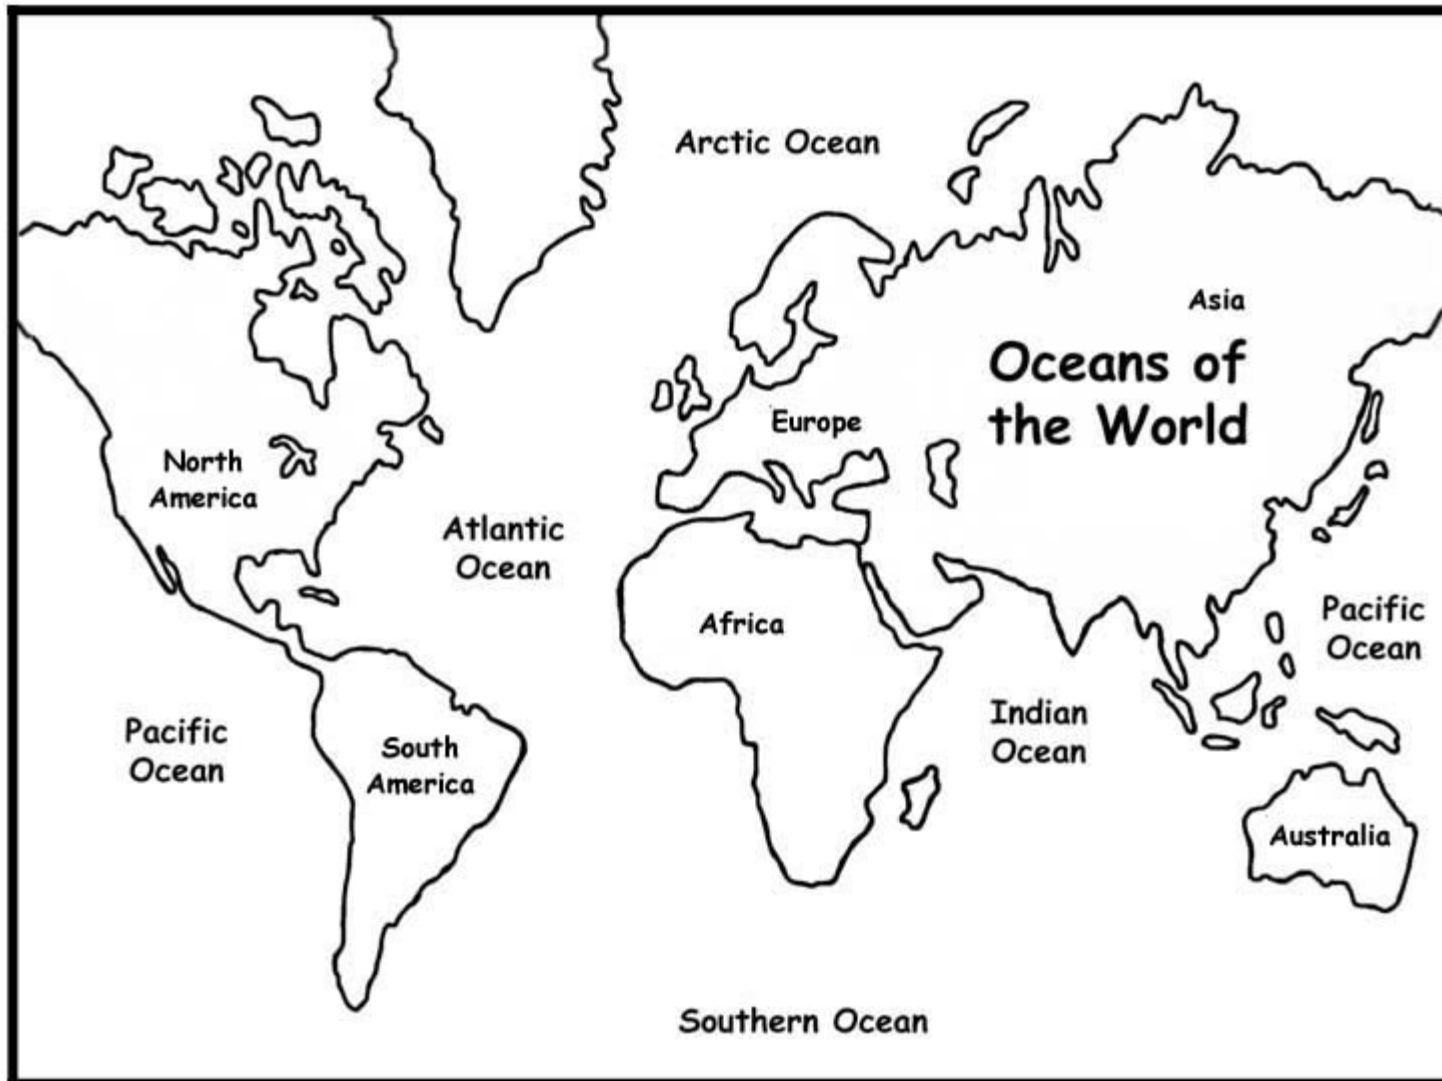 Arctic Ocean
Asia
Oceans of
the World
Europe
North
America
Atlantic
Ocean
Africa
Pacific
Ocean
Indian
Ocean
Pacific
Ocean
South
America
Australia
Southern Ocean